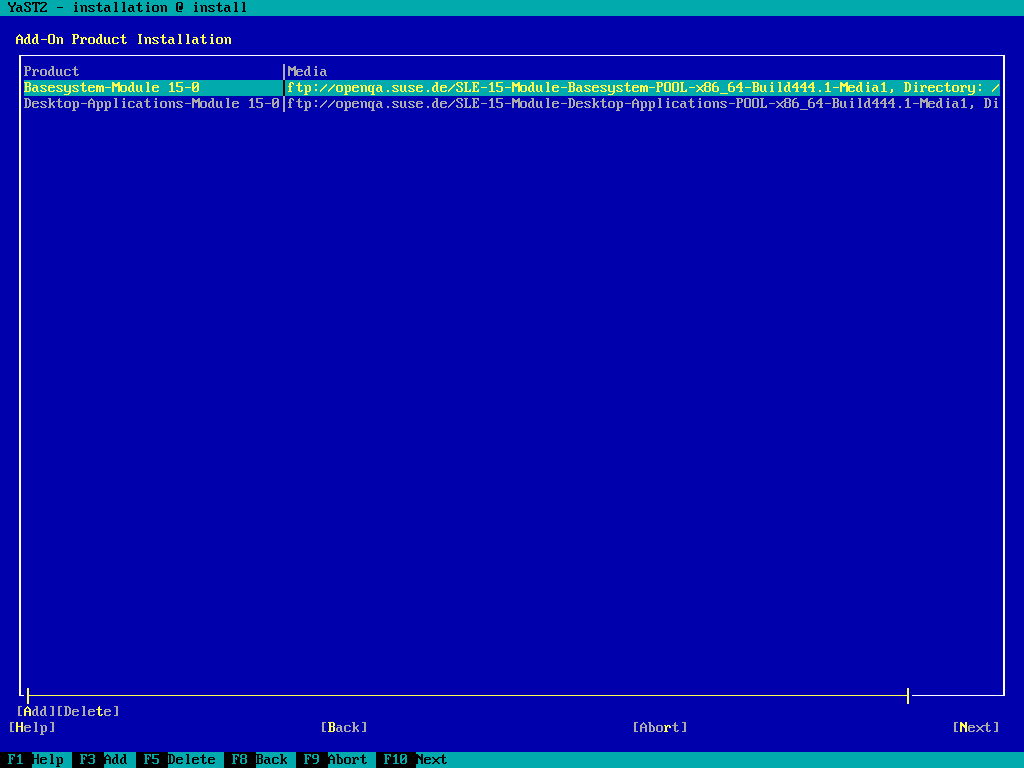 YaST2 - installation @ install
Add-On Product Installation
Product |Media
Basesystem-Module 15-0 |ftp://openqa.suse.de/SLE-15-Module-Basesystem-POOL-x86_64-Build444.1-Media1, Directory: /
Desktop-Applications-Module 15-0|ftp://openqa.suse.de/SLE-15-Module-Desktop-Applications-POOL-x86_64-Build444.1-Media1, Di
[Add][Delete]
[Help] [Back] [Abort] [Next]
F1 Help F3 Add F5 Delete F8 Back F9 Abort F10 Next